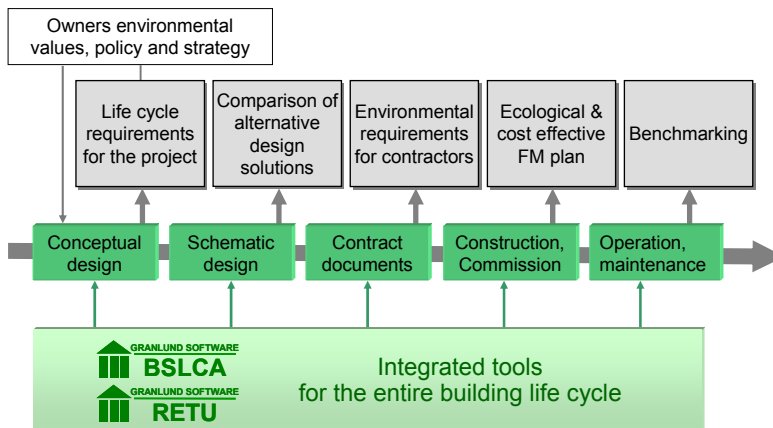 Owners environmental
values, policy and strategy
Life cycle
requirements
for the project
Comparison of
alternative
design
solutions
Environmental
requirements
for contractors
Ecological &
cost effective
FM plan
Benchmarking
Conceptual
design
Schematic
design
Contract
documents
Construction,
Commission
Operation,
maintenance
GRANLUND SOFTWARE
BSLCA
GRANLUND SOFTWARE
RETU
Integrated tools
for the entire building life cycle